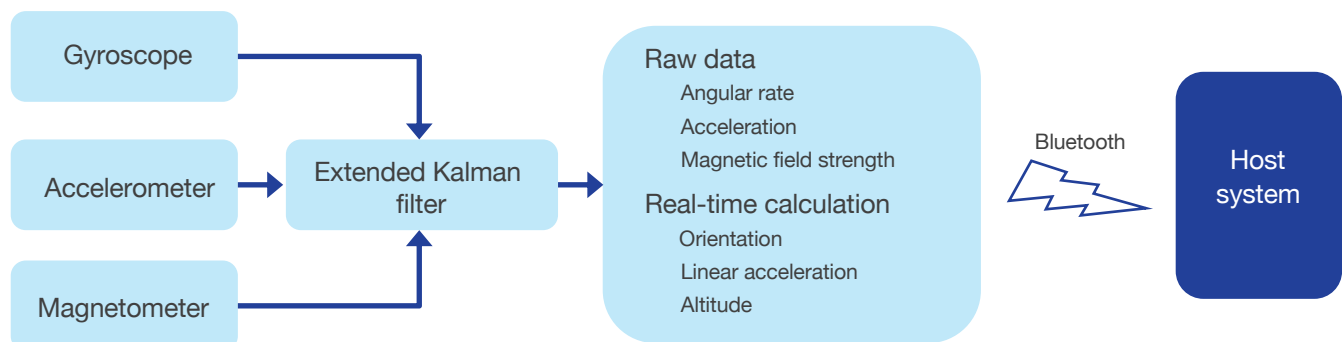 Gyroscope
Accelerometer
Magnetometer
Extended Kalman
filter
Raw data
Angular rate
Acceleration
Magnetic field strength
Real-time calculation
Orientation
Linear acceleration
Altitude
Bluetooth
Host
system